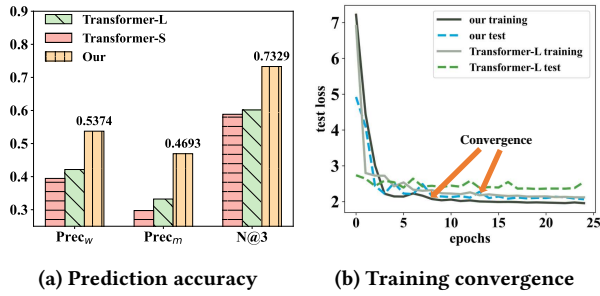 Transformer-L
Transformer-S
Our
0.9
0.8
0.7
0.6
0.5
0.4
0.3
0.5374
0.4693
0.7329
Prec_w
Prec_m
N@3
(a) Prediction accuracy
our training
our test
Transformer-L training
Transformer-L test
Convergence
test loss
7
6
5
4
3
2
0 5 10 15 20 25
epochs
(b) Training convergence